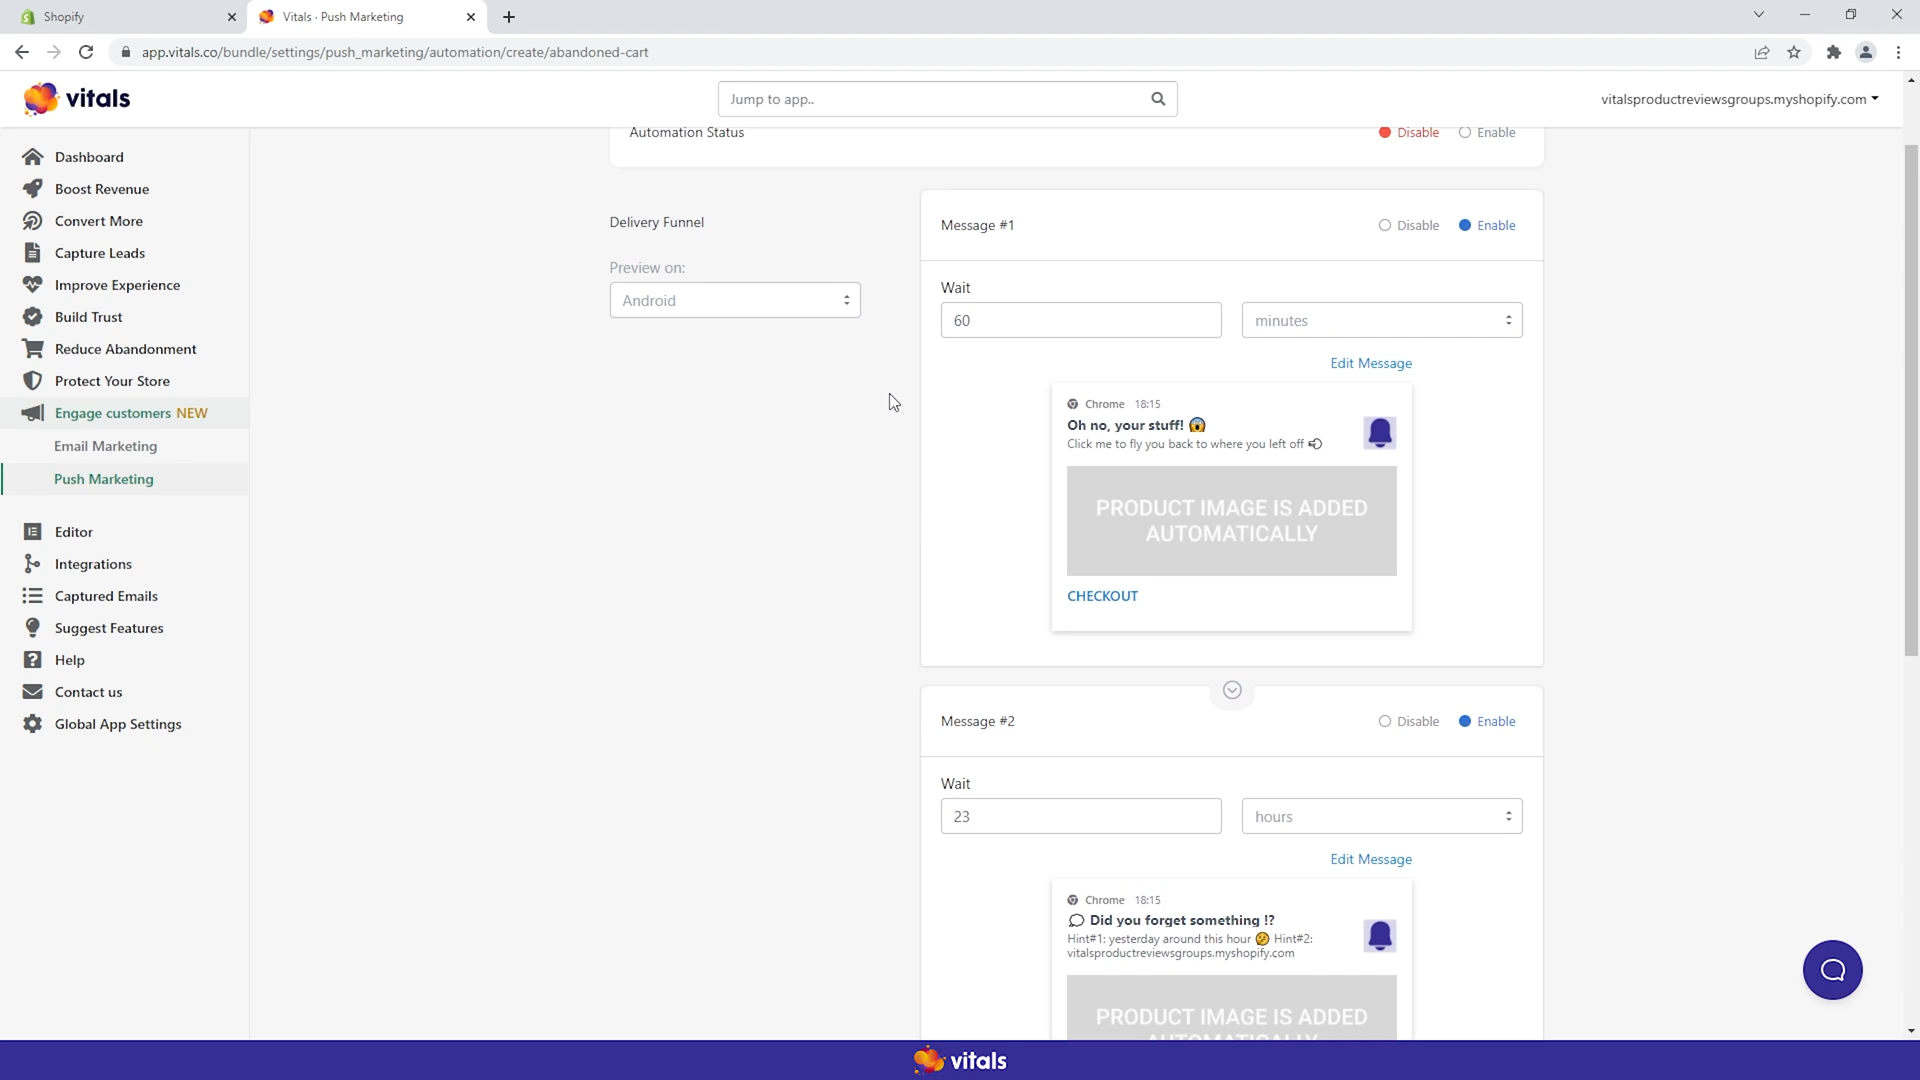 Shopify
Vitals · Push Marketing
app.vitals.co/bundle/settings/push_marketing/automation/create/abandoned-cart
vitals
Jump to app..
vitalsproductreviewsgroups.myshopify.com
Dashboard
Boost Revenue
Convert More
Capture Leads
Improve Experience
Build Trust
Reduce Abandonment
Protect Your Store
Engage customers NEW
Email Marketing
Push Marketing
Editor
Integrations
Captured Emails
Suggest Features
Help
Contact us
Global App Settings
Automation Status
Disable Enable
Delivery Funnel
Preview on:
Android
Message #1
Disable Enable
Wait
60 minutes
Edit Message
Chrome 18:15
Oh no, your stuff! 😱
Click me to fly you back to where you left off
PRODUCT IMAGE IS ADDED
AUTOMATICALLY
CHECKOUT
Message #2
Disable Enable
Wait
23 hours
Edit Message
Chrome 18:15
Did you forget something !?
Hint#1: yesterday around this hour 🤔 Hint#2:
vitalsproductreviewsgroups.myshopify.com
PRODUCT IMAGE IS ADDED
AUTOMATICALLY
vitals